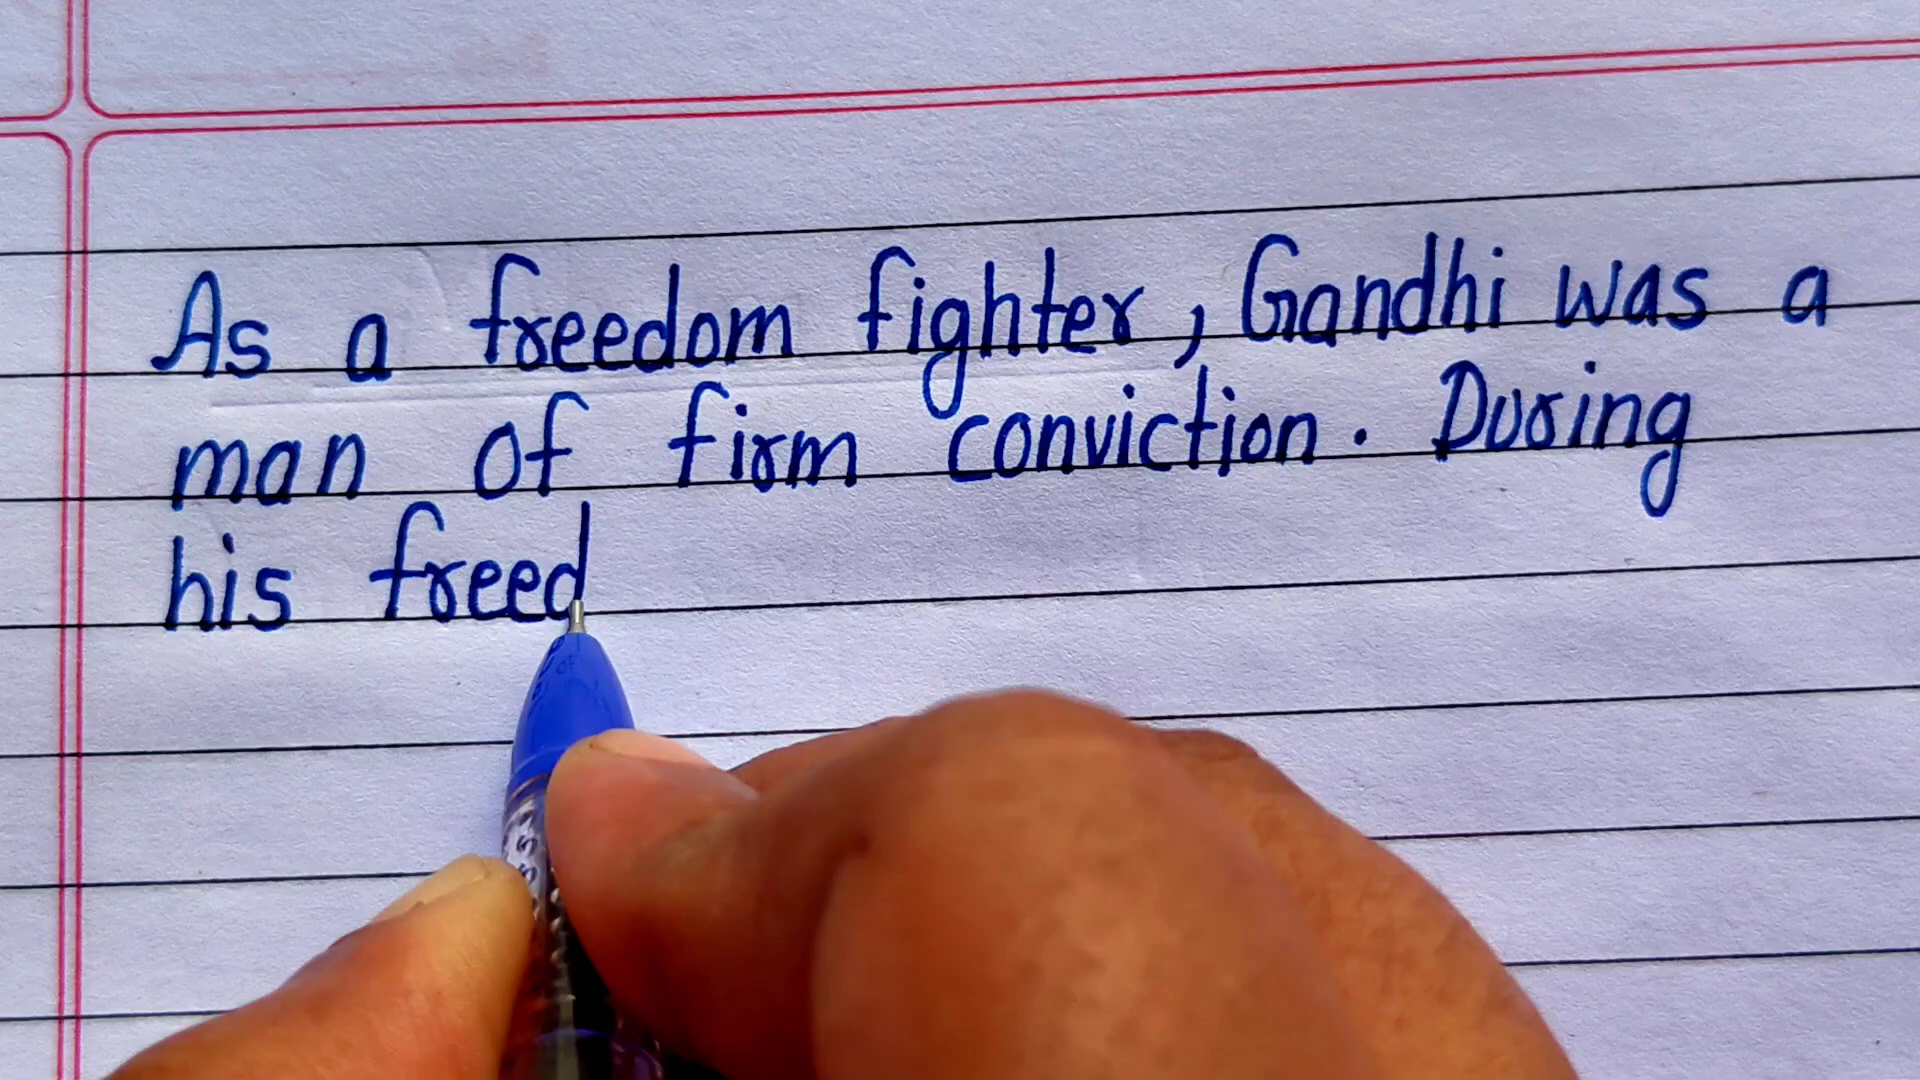 As a freedom fighter, Gandhi was a
man of firm conviction. During
his freed